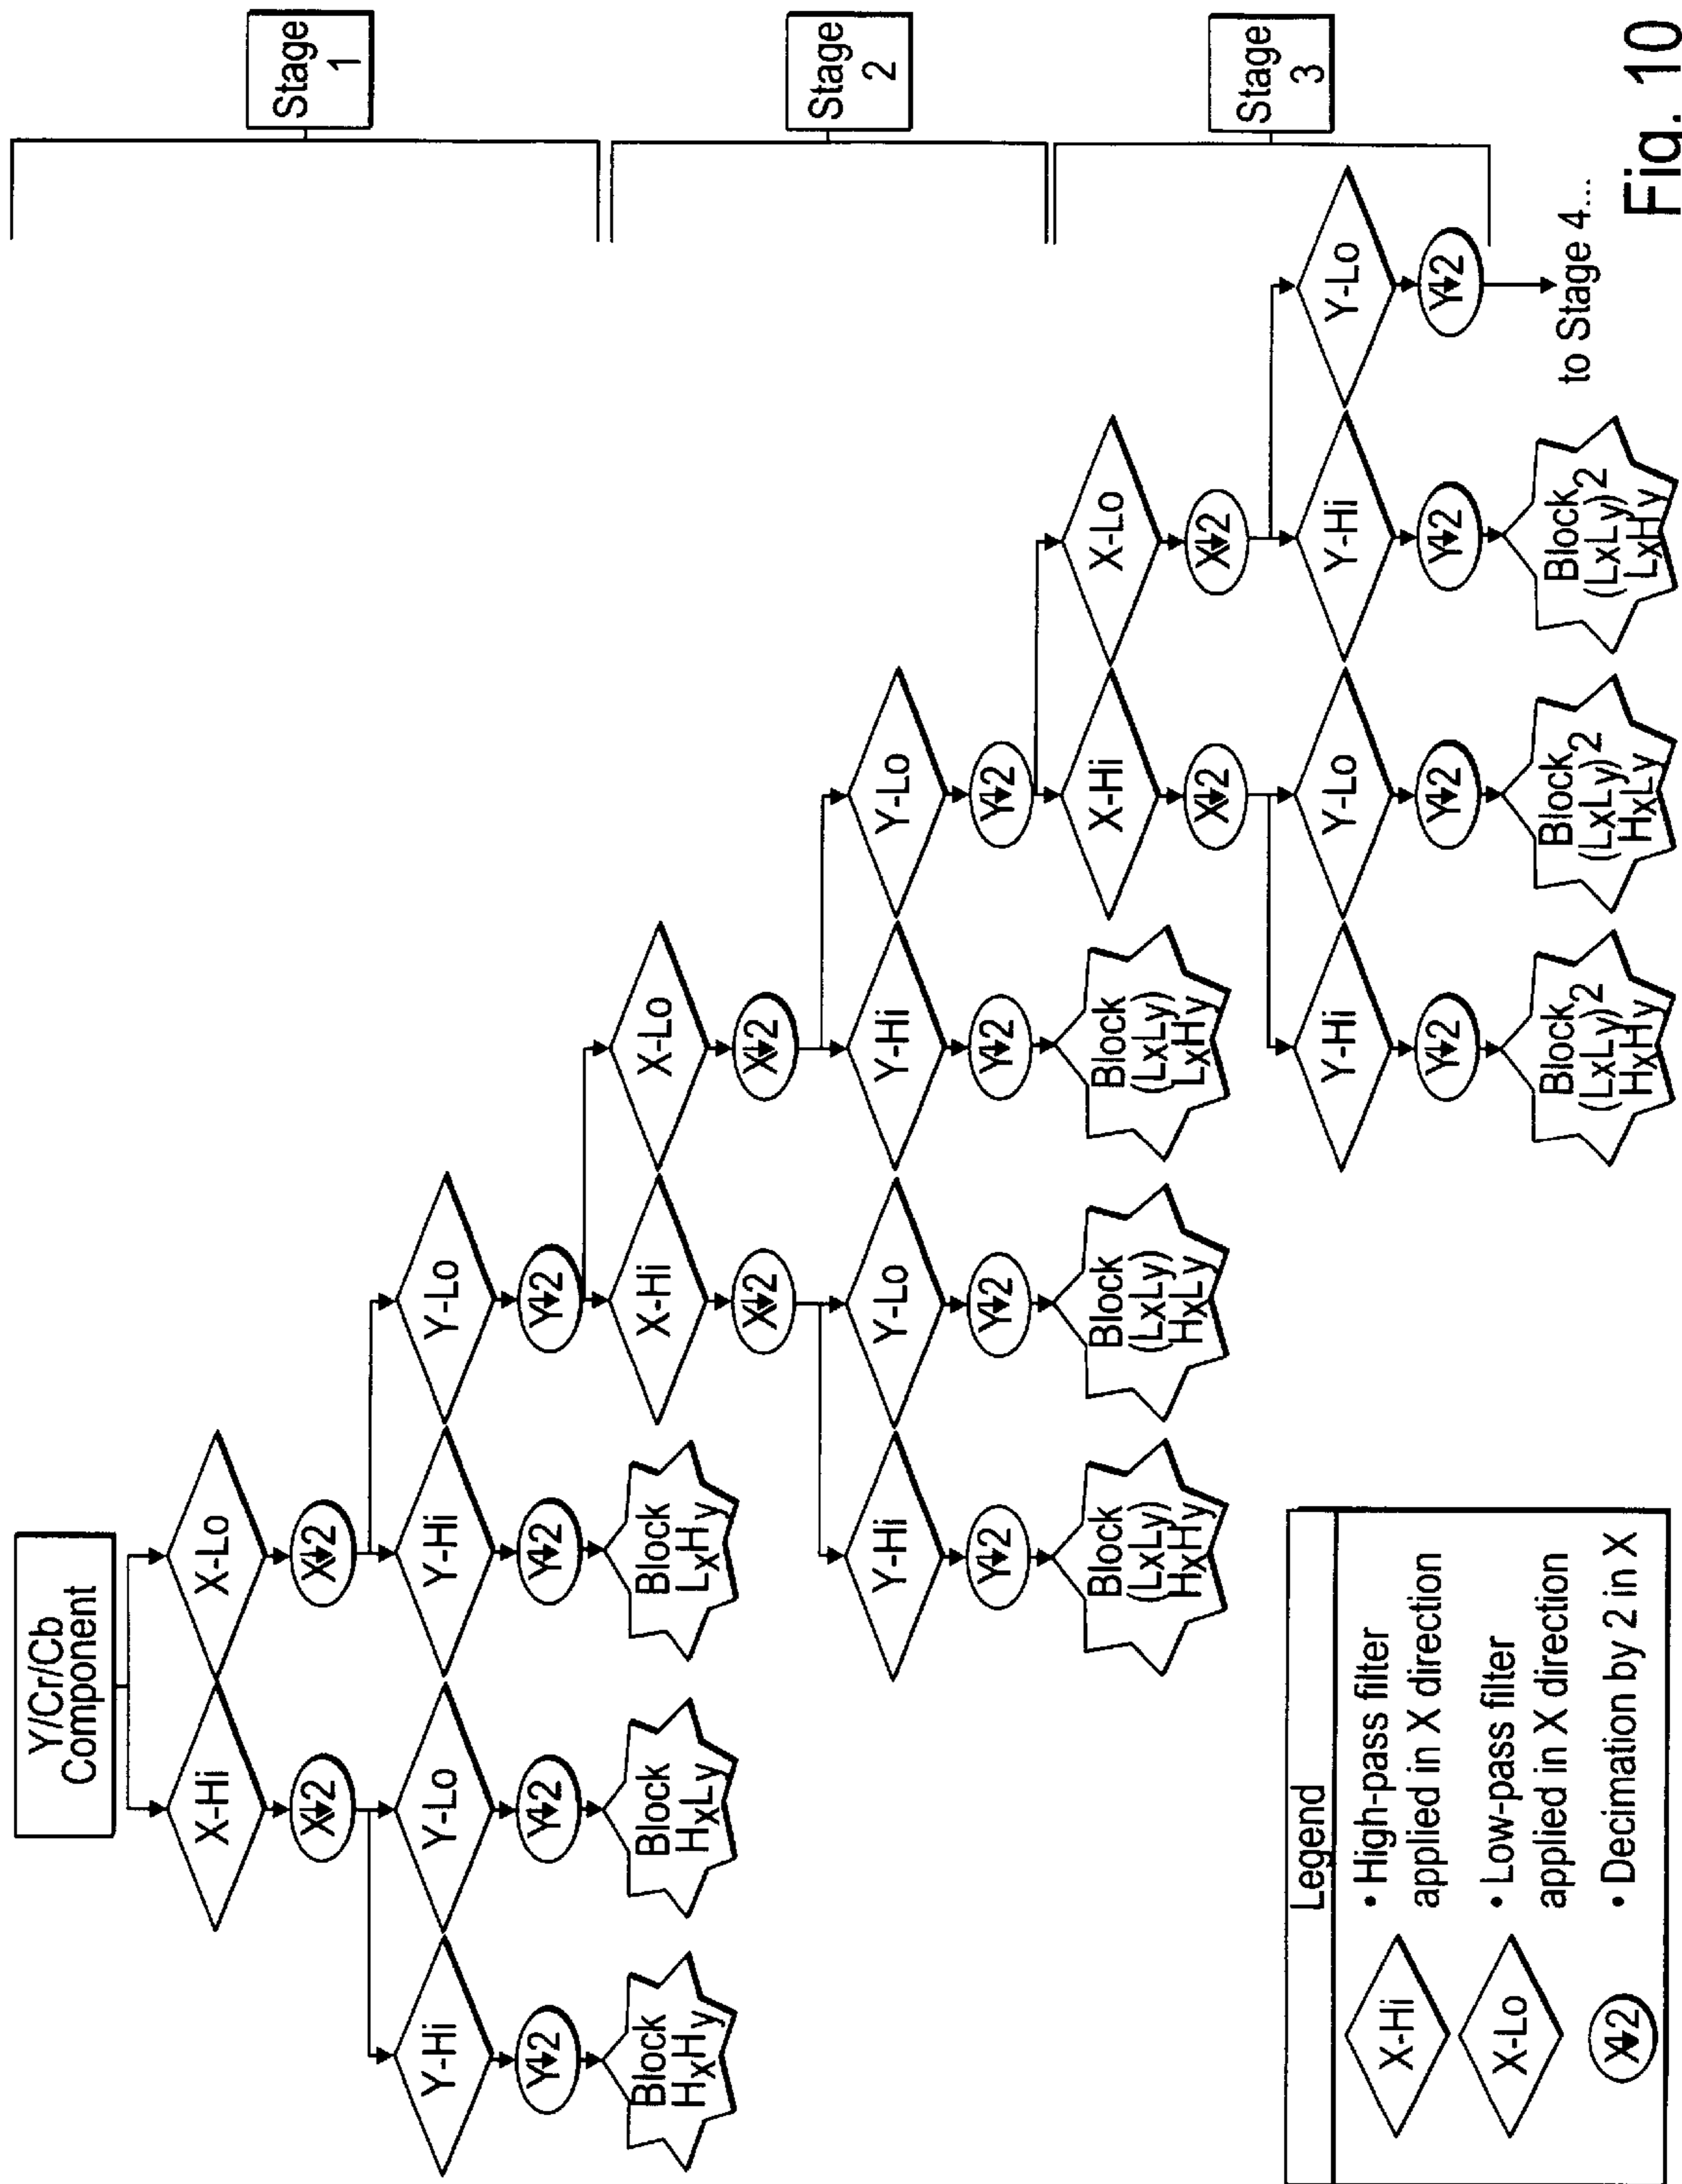 Y/Cr/Cb
Component
Stage
1
X-Hi
X-Lo
X↓2
X↓2
Y-Hi
Y-Lo
Y-Hi
Y-Lo
Y↓2
Y↓2
Y↓2
Y↓2
Block
HxHy
Block
HxLy
Block
LxHy
Stage
2
X-Hi
X-Lo
X↓2
X↓2
Y-Hi
Y-Lo
Y-Hi
Y-Lo
Y↓2
Y↓2
Y↓2
Y↓2
Block
(LxLy)
HxHy
Block
(LxLy)
HxLy
Block
(LxLy)
LxHy
Stage
3
X-Hi
X-Lo
X↓2
X↓2
Y-Hi
Y-Lo
Y-Hi
Y-Lo
Y↓2
Y↓2
Y↓2
Y↓2
Block
(LxLy)2
HxHy
Block
(LxLy)2
HxLy
Block
(LxLy)2
LxHy
to Stage 4...
Legend
X-Hi
• High-pass filter
applied in X direction
X-Lo
• Low-pass filter
applied in X direction
X↓2
• Decimation by 2 in X
Fig. 10